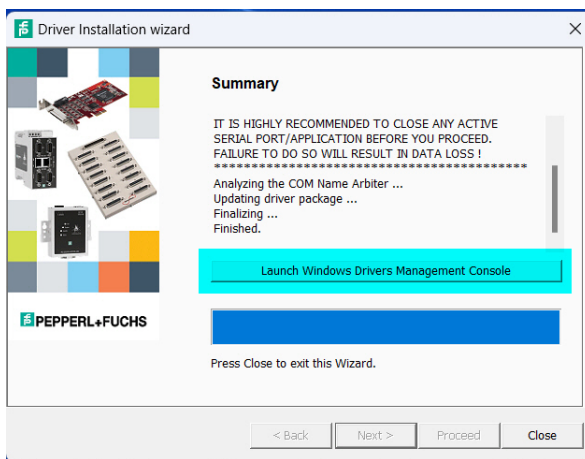 Driver Installation wizard
Summary
IT IS HIGHLY RECOMMENDED TO CLOSE ANY ACTIVE
SERIAL PORT/APPLICATION BEFORE YOU PROCEED.
FAILURE TO DO SO WILL RESULT IN DATA LOSS !
*******************************************
Analyzing the COM Name Arbiter ...
Updating driver package ...
Finalizing ...
Finished.
Launch Windows Drivers Management Console
PEPPERL+FUCHS
Press Close to exit this Wizard.
< Back Next > Proceed Close